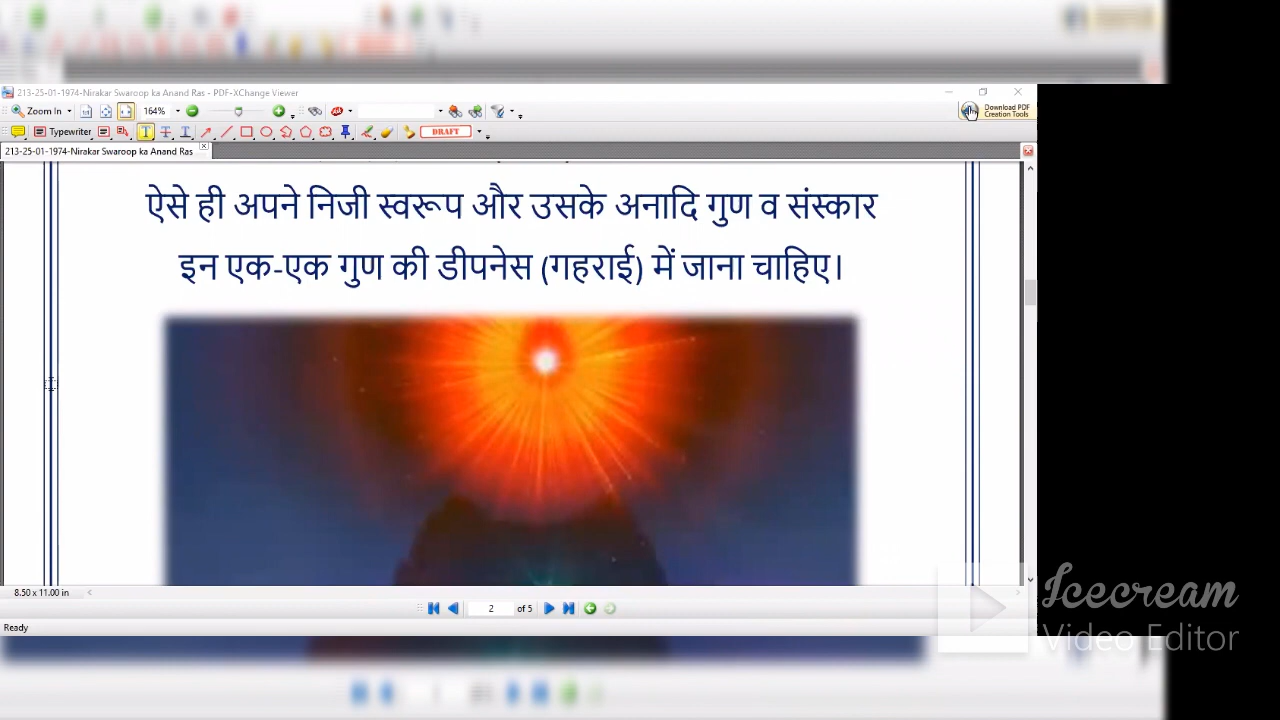 213-25-01-1974-Nirakar Swaroop ka Anand Ras - PDF-XChange Viewer
Zoom In
164%
Download PDF
Creation Tools
Typewriter
T T T
DRAFT
213-25-01-1974-Nirakar Swaroop ka Anand Ras
ऐसे ही अपने निजी स्वरूप और उसके अनादि गुण व संस्कार
इन एक-एक गुण की डीपनेस (गहराई) में जाना चाहिए।
8.50 x 11.00 in
2 of 5
Ready
Icecream
Video Editor